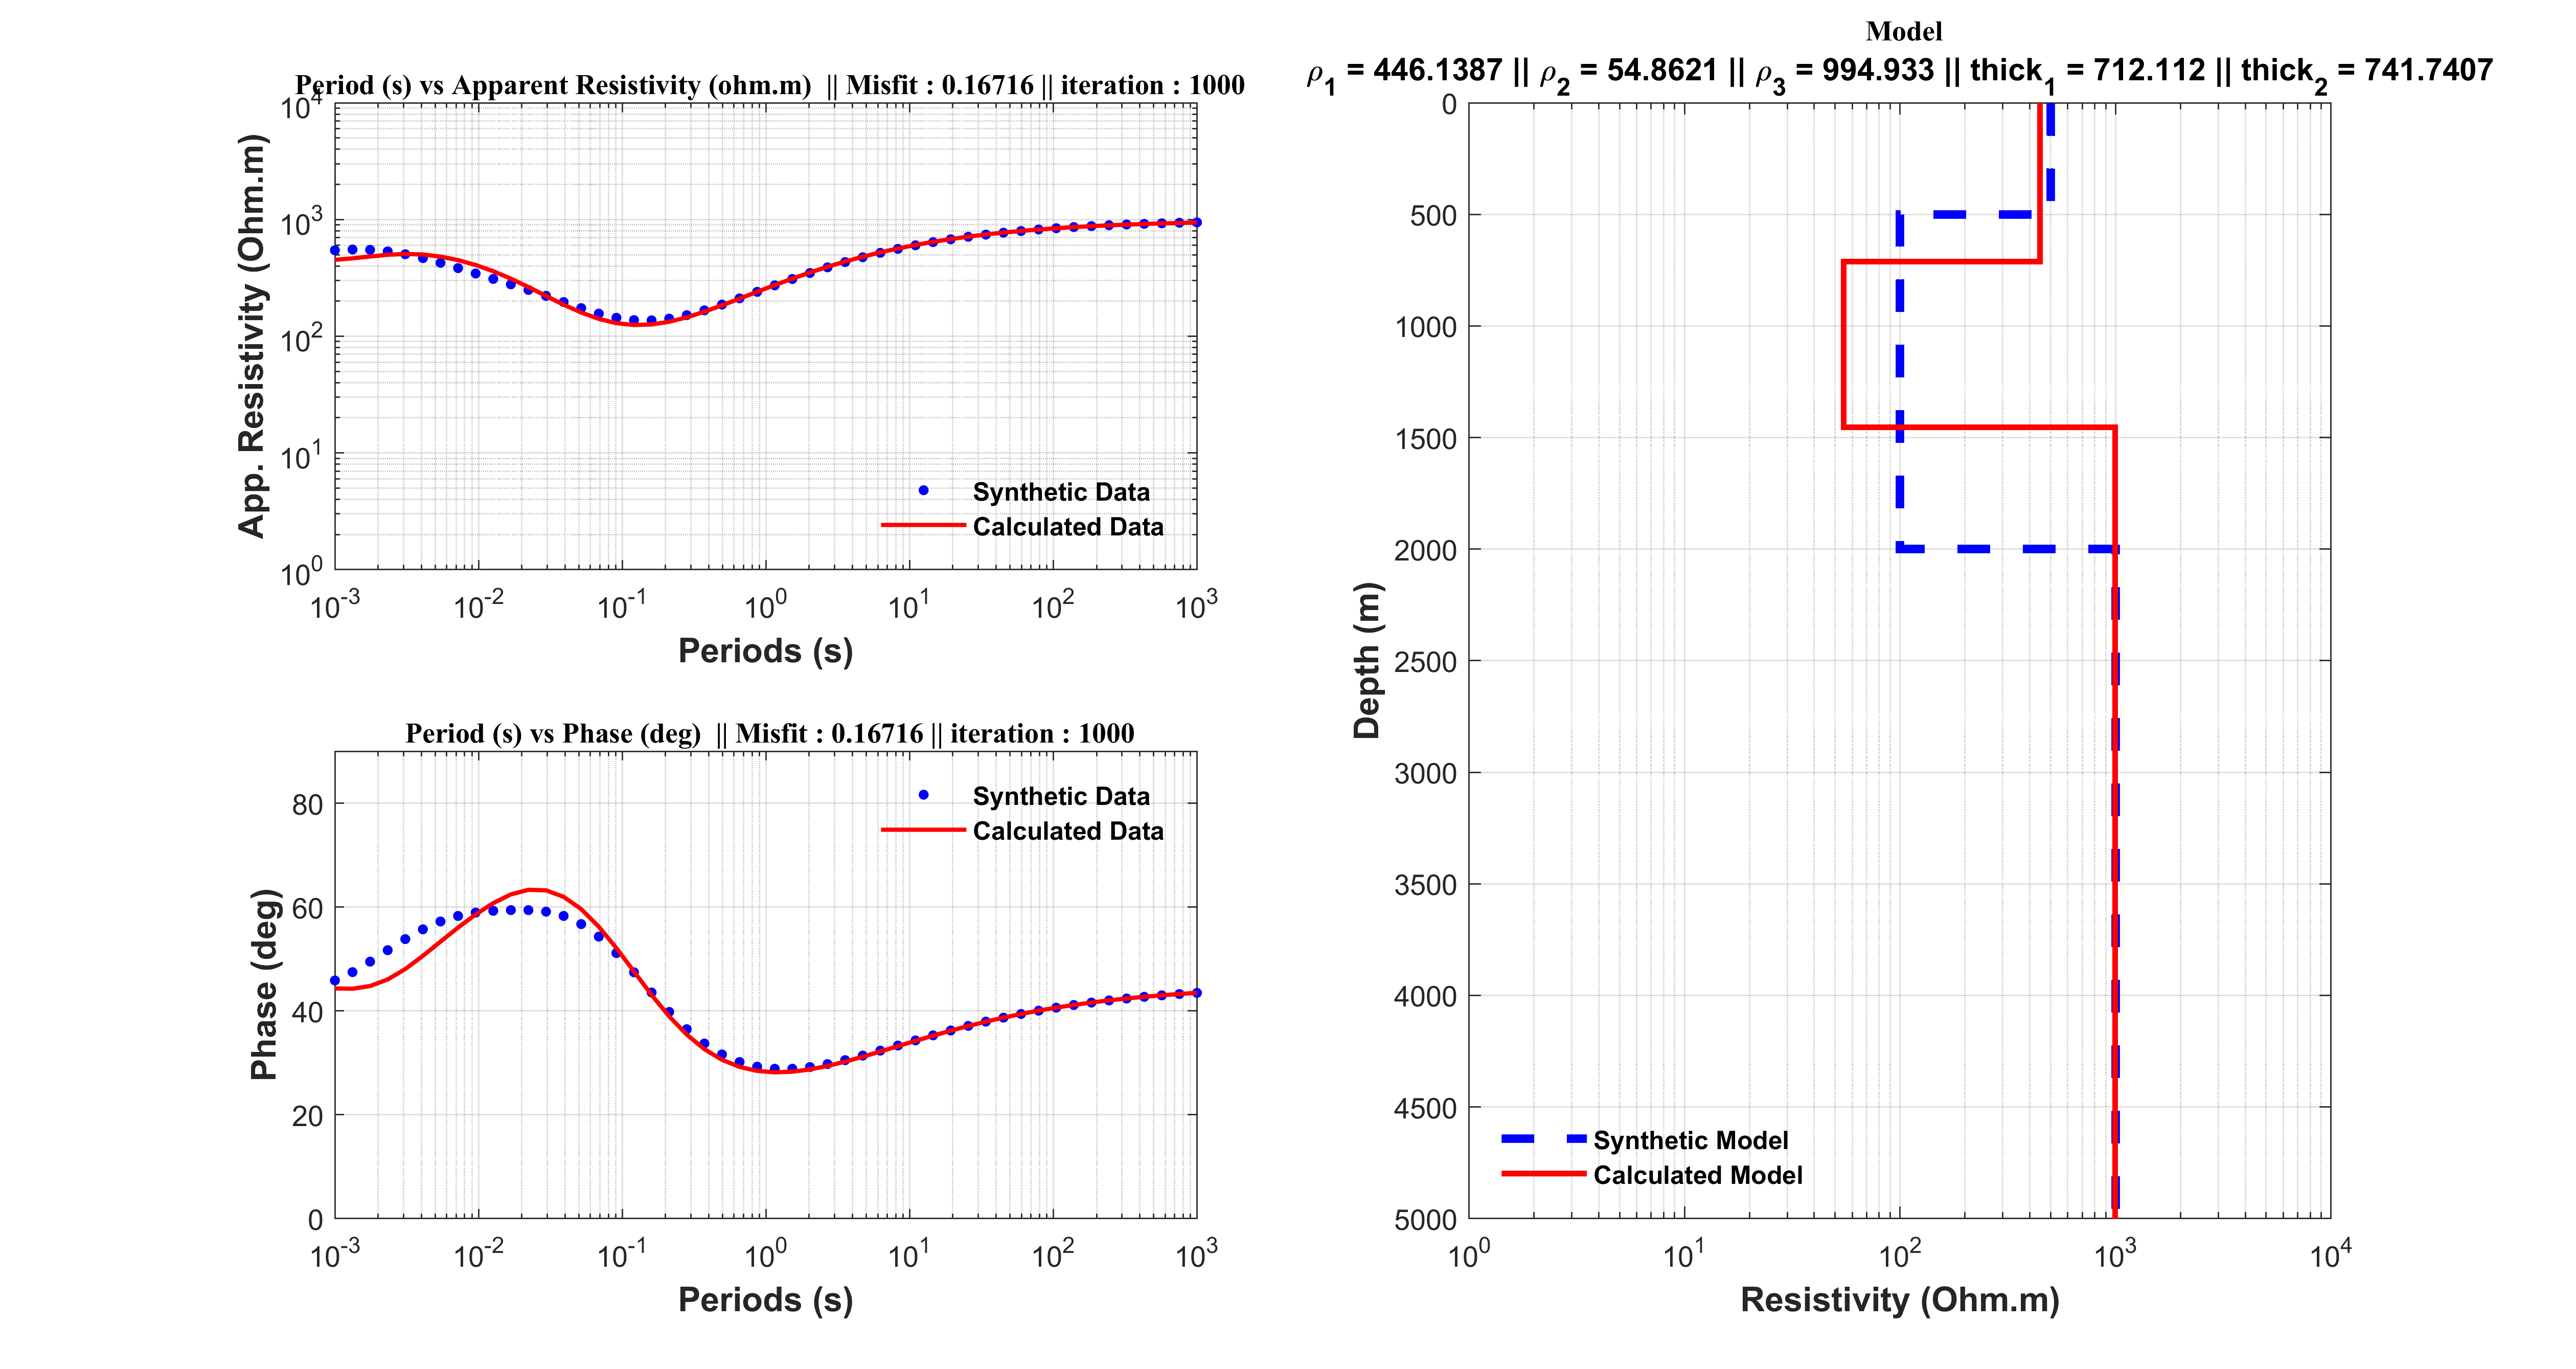 Period (s) vs Apparent Resistivity (ohm.m) || Misfit : 0.16716 || iteration : 1000
10^4
10^3
10^2
10^1
10^0
App. Resistivity (Ohm.m)
Synthetic Data
Calculated Data
10^-3 10^-2 10^-1 10^0 10^1 10^2 10^3
Periods (s)
Period (s) vs Phase (deg) || Misfit : 0.16716 || iteration : 1000
80
60
40
20
0
Phase (deg)
Synthetic Data
Calculated Data
10^-3 10^-2 10^-1 10^0 10^1 10^2 10^3
Periods (s)
Model
ρ_1 = 446.1387 || ρ_2 = 54.8621 || ρ_3 = 994.933 || thick_1 = 712.112 || thick_2 = 741.7407
0
500
1000
1500
2000
2500
3000
3500
4000
4500
5000
Depth (m)
Synthetic Model
Calculated Model
10^0 10^1 10^2 10^3 10^4
Resistivity (Ohm.m)